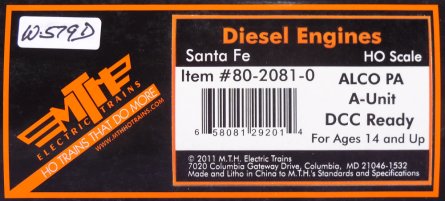 W-579D
MTH
ELECTRIC TRAINS
HO TRAINS THAT DO MORE
WWW.MTHHOTRAINS.COM
Diesel Engines
Santa Fe HO Scale
Item #80-2081-0
6 58081 29201 4
ALCO PA
A-Unit
DCC Ready
For Ages 14 and Up
© 2011 M.T.H. Electric Trains
7020 Columbia Gateway Drive, Columbia, MD 21046-1532
Made and Litho in China to M.T.H.'s Standards and Specifications